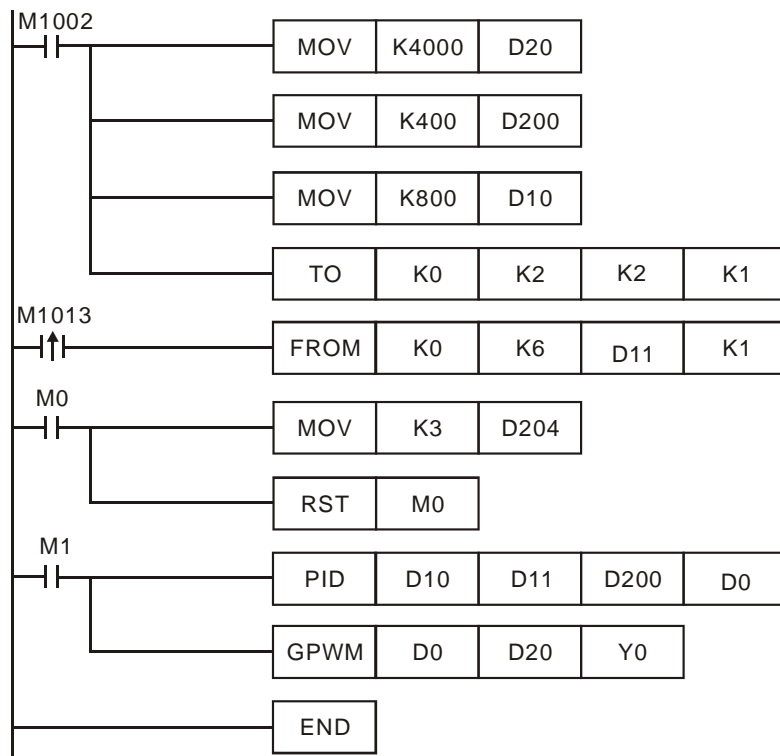 M1002
MOV K4000 D20
MOV K400 D200
MOV K800 D10
TO K0 K2 K2 K1
M1013
FROM K0 K6 D11 K1
M0
MOV K3 D204
RST M0
M1
PID D10 D11 D200 D0
GPWM D0 D20 Y0
END